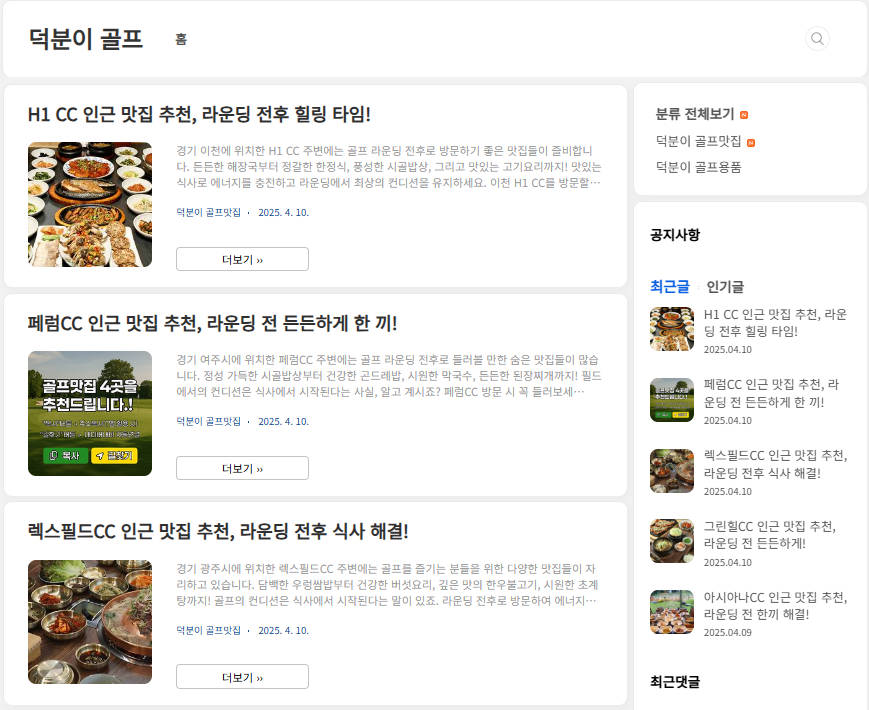 덕분이 골프
홈
H1 CC 인근 맛집 추천, 라운딩 전후 힐링 타임!
경기 이천에 위치한 H1 CC 주변에는 골프 라운딩 전후로 방문하기 좋은 맛집들이 즐비합니
다. 든든한 해장국부터 정갈한 한정식, 풍성한 시골밥상, 그리고 맛있는 고기요리까지! 맛있는
식사로 에너지를 충전하고 라운딩에서 최상의 컨디션을 유지하세요. 이천 H1 CC를 방문할…
덕분이 골프맛집 · 2025. 4. 10.
더보기 ››
페럼CC 인근 맛집 추천, 라운딩 전 든든하게 한 끼!
골프맛집 4곳을
추천드립니다.!
복사
길찾기
경기 여주시에 위치한 페럼CC 주변에는 골프 라운딩 전후로 들러볼 만한 숨은 맛집들이 많습
니다. 정성 가득한 시골밥상부터 건강한 곤드레밥, 시원한 막국수, 든든한 된장찌개까지! 필드
에서의 컨디션은 식사에서 시작된다는 사실, 알고 계시죠? 페럼CC 방문 시 꼭 들러보세…
덕분이 골프맛집 · 2025. 4. 10.
더보기 ››
렉스필드CC 인근 맛집 추천, 라운딩 전후 식사 해결!
경기 광주시에 위치한 렉스필드CC 주변에는 골프를 즐기는 분들을 위한 다양한 맛집들이 자
리하고 있습니다. 담백한 우렁쌈밥부터 건강한 버섯요리, 깊은 맛의 한우불고기, 시원한 초계
탕까지! 골프의 컨디션은 식사에서 시작된다는 말이 있죠. 라운딩 전후로 방문하여 에너지…
덕분이 골프맛집 · 2025. 4. 10.
더보기 ››
분류 전체보기 N
덕분이 골프맛집 N
덕분이 골프용품
공지사항
최근글 인기글
H1 CC 인근 맛집 추천, 라운
딩 전후 힐링 타임!
2025.04.10
페럼CC 인근 맛집 추천, 라
운딩 전 든든하게 한 끼!
2025.04.10
렉스필드CC 인근 맛집 추천,
라운딩 전후 식사 해결!
2025.04.10
그린힐CC 인근 맛집 추천,
라운딩 전 든든하게!
2025.04.10
아시아나CC 인근 맛집 추천,
라운딩 전 한끼 해결!
2025.04.09
최근댓글